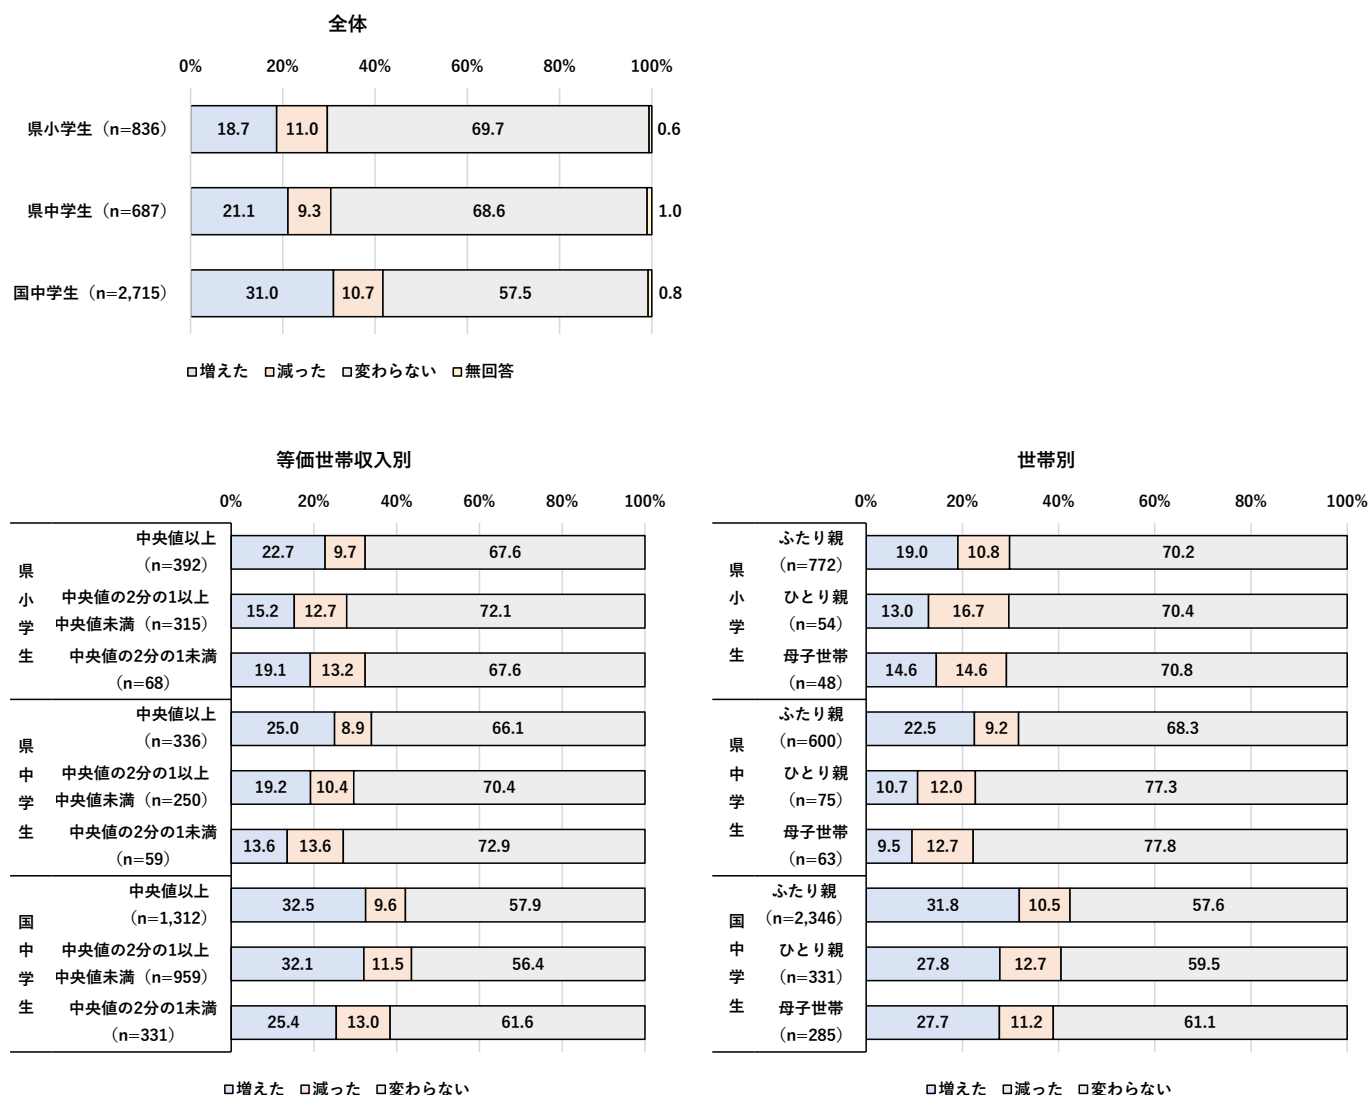 全体
0% 20% 40% 60% 80% 100%
県小学生（n=836） 18.7 11.0 69.7 0.6
県中学生（n=687） 21.1 9.3 68.6 1.0
国中学生（n=2,715） 31.0 10.7 57.5 0.8
増えた 減った 変わらない 無回答
等価世帯収入別
0% 20% 40% 60% 80% 100%
県小学生
中央値以上
（n=392） 22.7 9.7 67.6
中央値の2分の1以上
中央値未満（n=315） 15.2 12.7 72.1
中央値の2分の1未満
（n=68） 19.1 13.2 67.6
県中学生
中央値以上
（n=336） 25.0 8.9 66.1
中央値の2分の1以上
中央値未満（n=250） 19.2 10.4 70.4
中央値の2分の1未満
（n=59） 13.6 13.6 72.9
国中学生
中央値以上
（n=1,312） 32.5 9.6 57.9
中央値の2分の1以上
中央値未満（n=959） 32.1 11.5 56.4
中央値の2分の1未満
（n=331） 25.4 13.0 61.6
増えた 減った 変わらない
世帯別
0% 20% 40% 60% 80% 100%
県小学生
ふたり親
（n=772） 19.0 10.8 70.2
ひとり親
（n=54） 13.0 16.7 70.4
母子世帯
（n=48） 14.6 14.6 70.8
県中学生
ふたり親
（n=600） 22.5 9.2 68.3
ひとり親
（n=75） 10.7 12.0 77.3
母子世帯
（n=63） 9.5 12.7 77.8
国中学生
ふたり親
（n=2,346） 31.8 10.5 57.6
ひとり親
（n=331） 27.8 12.7 59.5
母子世帯
（n=285） 27.7 11.2 61.1
増えた 減った 変わらない